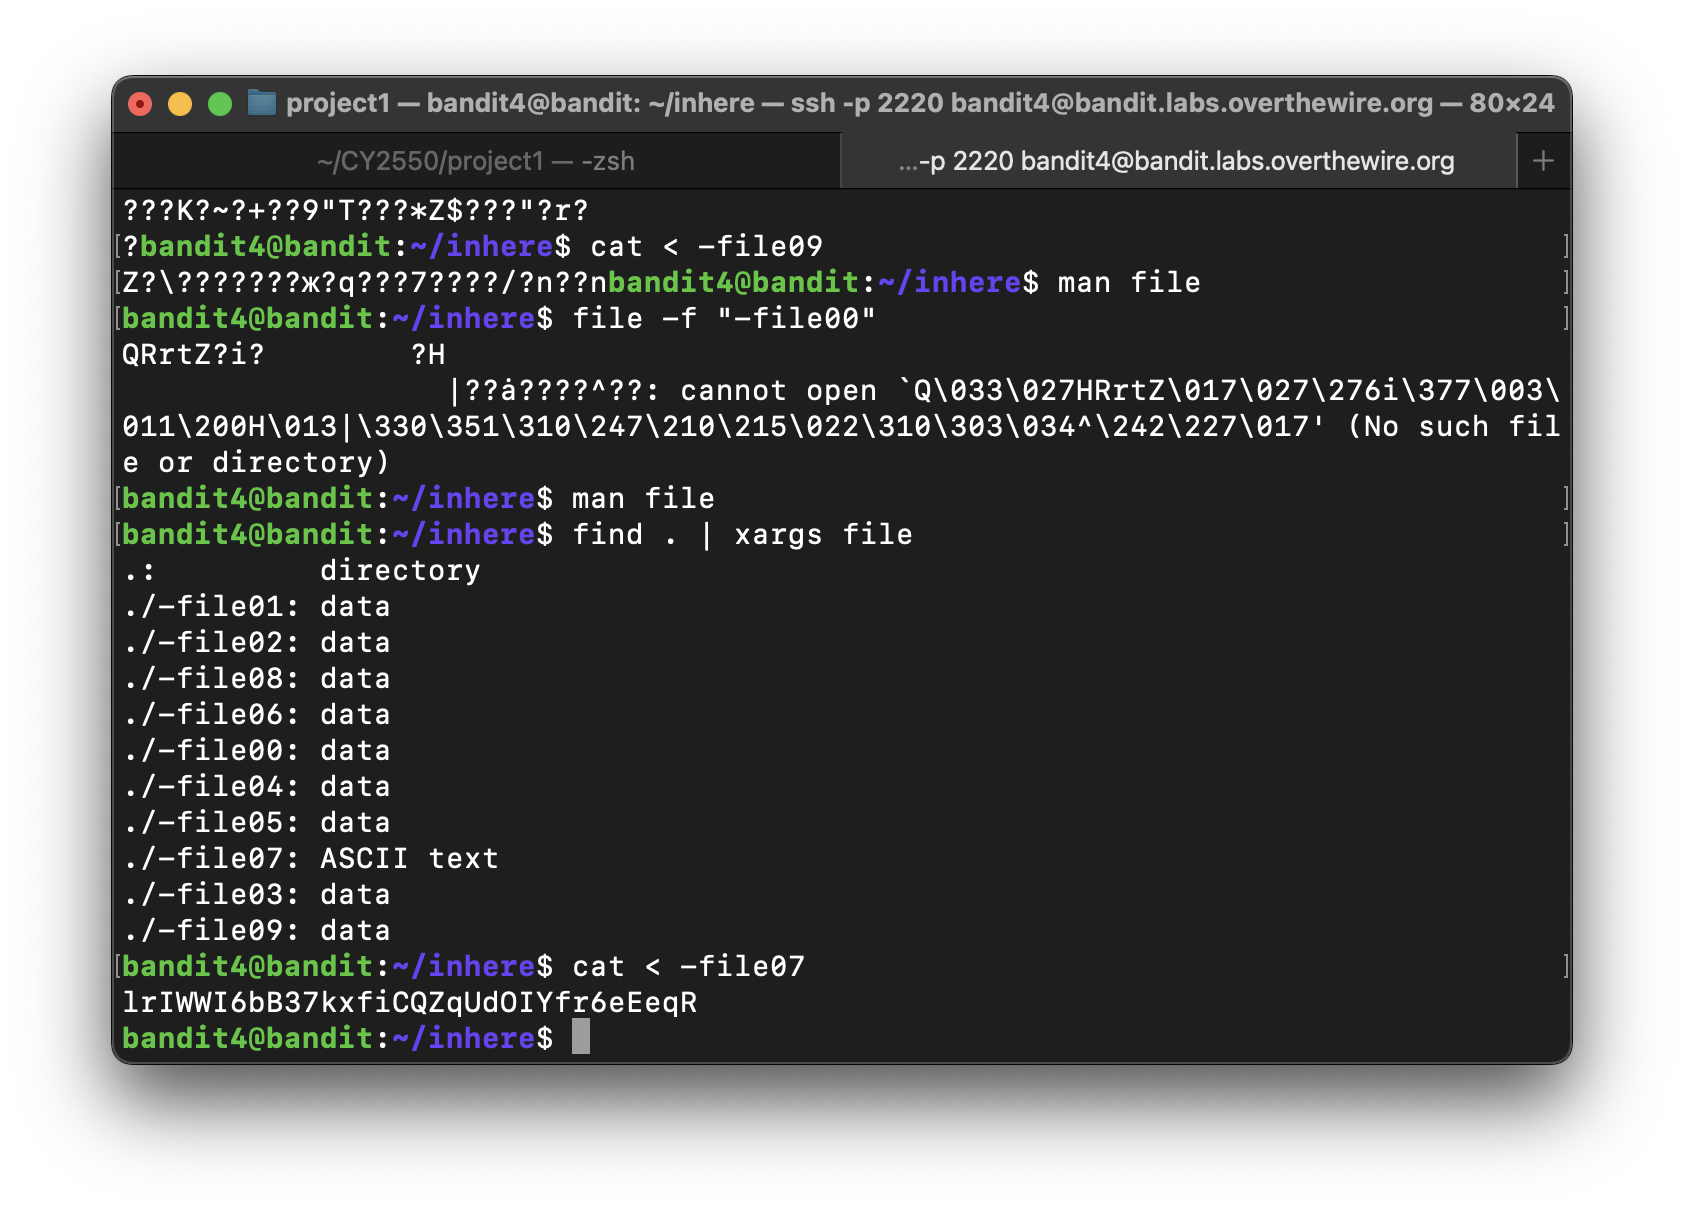 project1 — bandit4@bandit: ~/inhere — ssh -p 2220 bandit4@bandit.labs.overthewire.org — 80×24
~/CY2550/project1 — -zsh
...-p 2220 bandit4@bandit.labs.overthewire.org
+
???K?~?+??9"T???*Z$???"?r?
[?bandit4@bandit:~/inhere$ cat < -file09 ]
[Z?\???????ж?q???7????/?n??nbandit4@bandit:~/inhere$ man file ]
[bandit4@bandit:~/inhere$ file -f "-file00" ]
QRrtZ?i?        ?H
                  |??ȧ????^??: cannot open `Q\033\027HRrtZ\017\027\276i\377\003\
011\200H\013|\330\351\310\247\210\215\022\310\303\034^\242\227\017' (No such fil
e or directory)
[bandit4@bandit:~/inhere$ man file ]
[bandit4@bandit:~/inhere$ find . | xargs file ]
.:         directory
./-file01: data
./-file02: data
./-file08: data
./-file06: data
./-file00: data
./-file04: data
./-file05: data
./-file07: ASCII text
./-file03: data
./-file09: data
[bandit4@bandit:~/inhere$ cat < -file07 ]
lrIWWI6bB37kxfiCQZqUdOIYfr6eEeqR
bandit4@bandit:~/inhere$